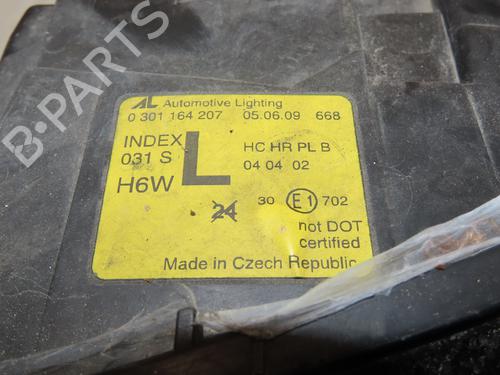 B-PARTS
AL Automotive Lighting
0 301 164 207 05.06.09 668
INDEX L HC HR PL B
031 S 04 04 02
H6W
24 30 E1 702
not DOT
certified
Made in Czech Republic
B-PARTS